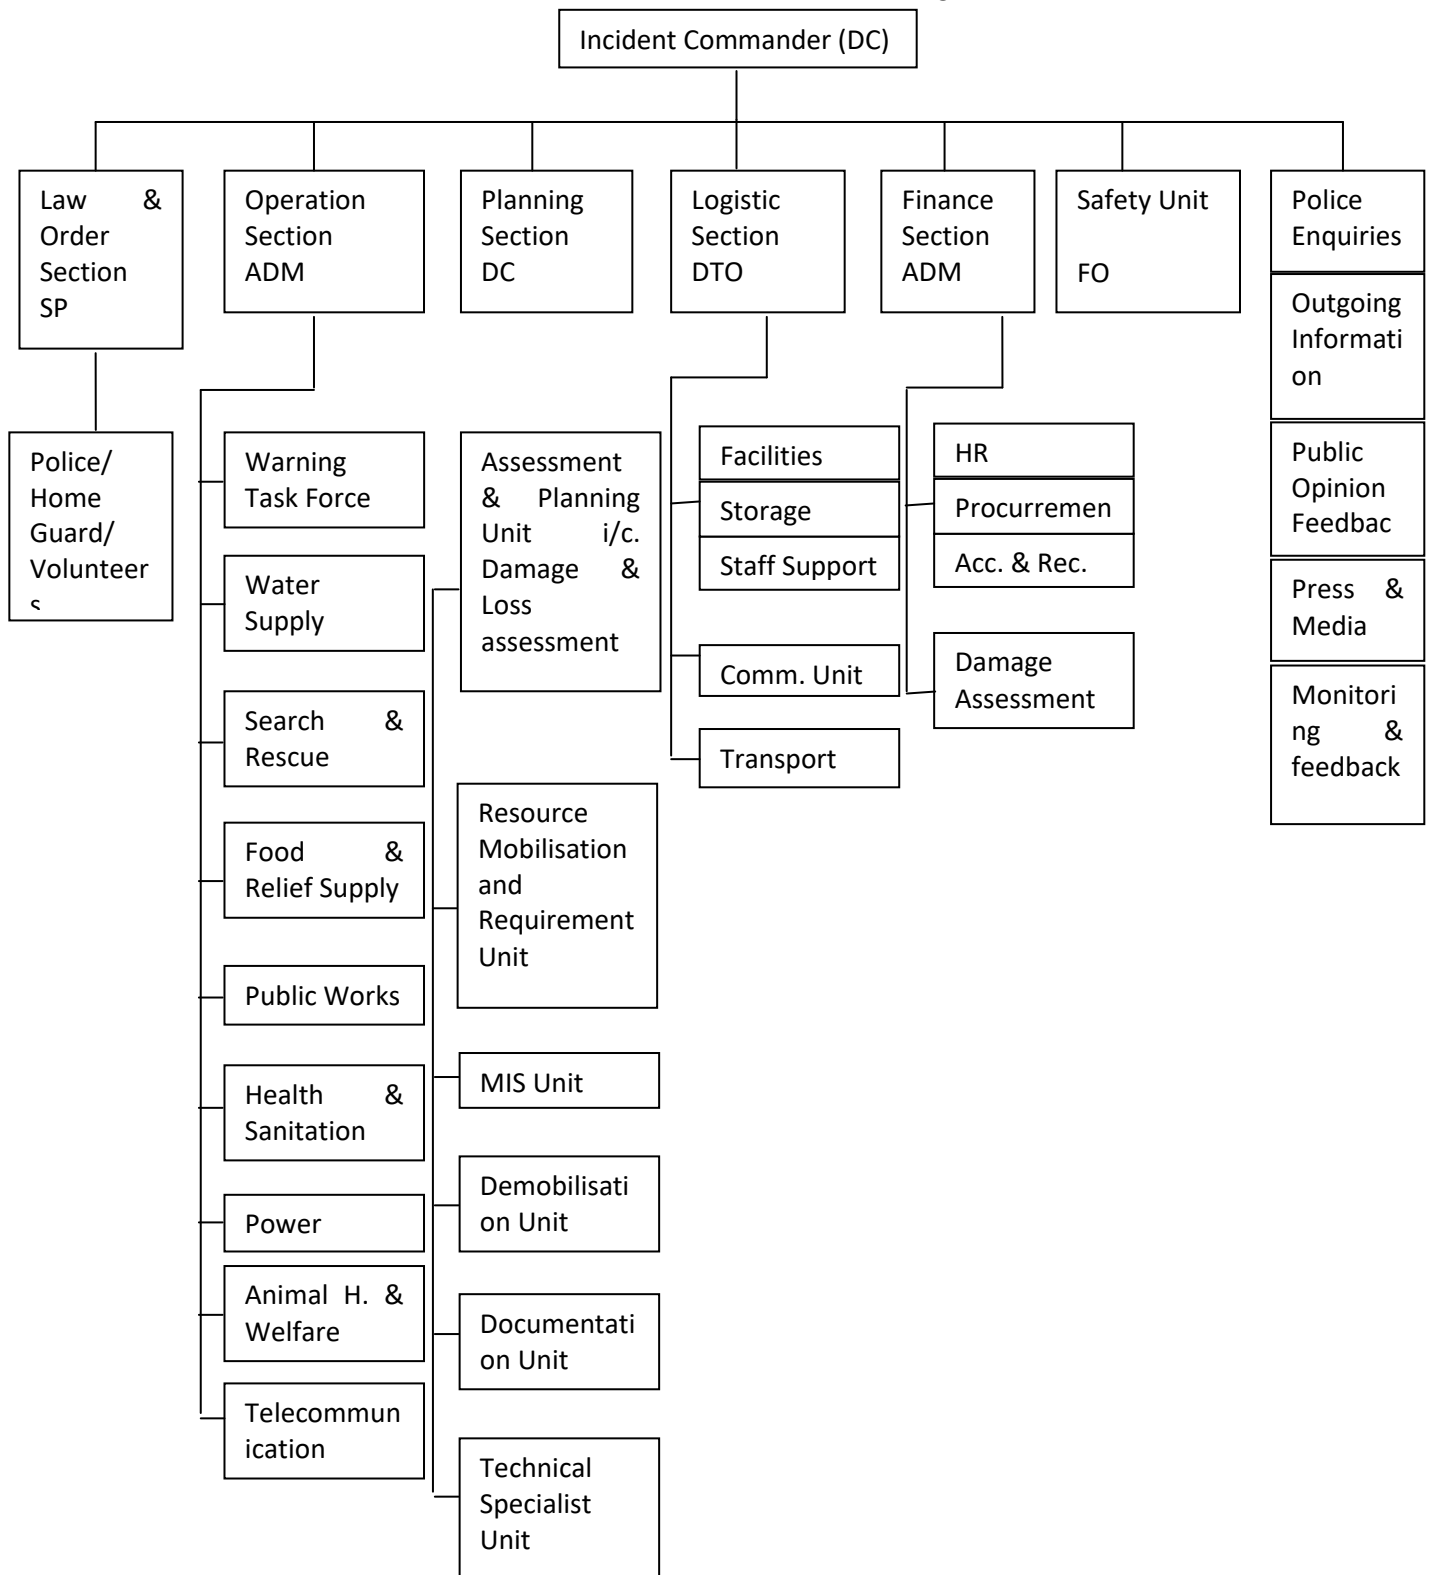 Incident Commander (DC)
Law &
Order
Section
SP
Operation
Section
ADM
Planning
Section
DC
Logistic
Section
DTO
Finance
Section
ADM
Safety Unit
FO
Police
Enquiries
Outgoing
Informati
on
Public
Opinion
Feedbac
Press &
Media
Monitori
ng &
feedback
Police/
Home
Guard/
Volunteer
s
Warning
Task Force
Water
Supply
Search &
Rescue
Food &
Relief Supply
Public Works
Health &
Sanitation
Power
Animal H. &
Welfare
Telecommun
ication
Assessment
& Planning
Unit i/c.
Damage &
Loss
assessment
Resource
Mobilisation
and
Requirement
Unit
MIS Unit
Demobilisati
on Unit
Documentati
on Unit
Technical
Specialist
Unit
Facilities
Storage
Staff Support
Comm. Unit
Transport
HR
Procurremen
Acc. & Rec.
Damage
Assessment